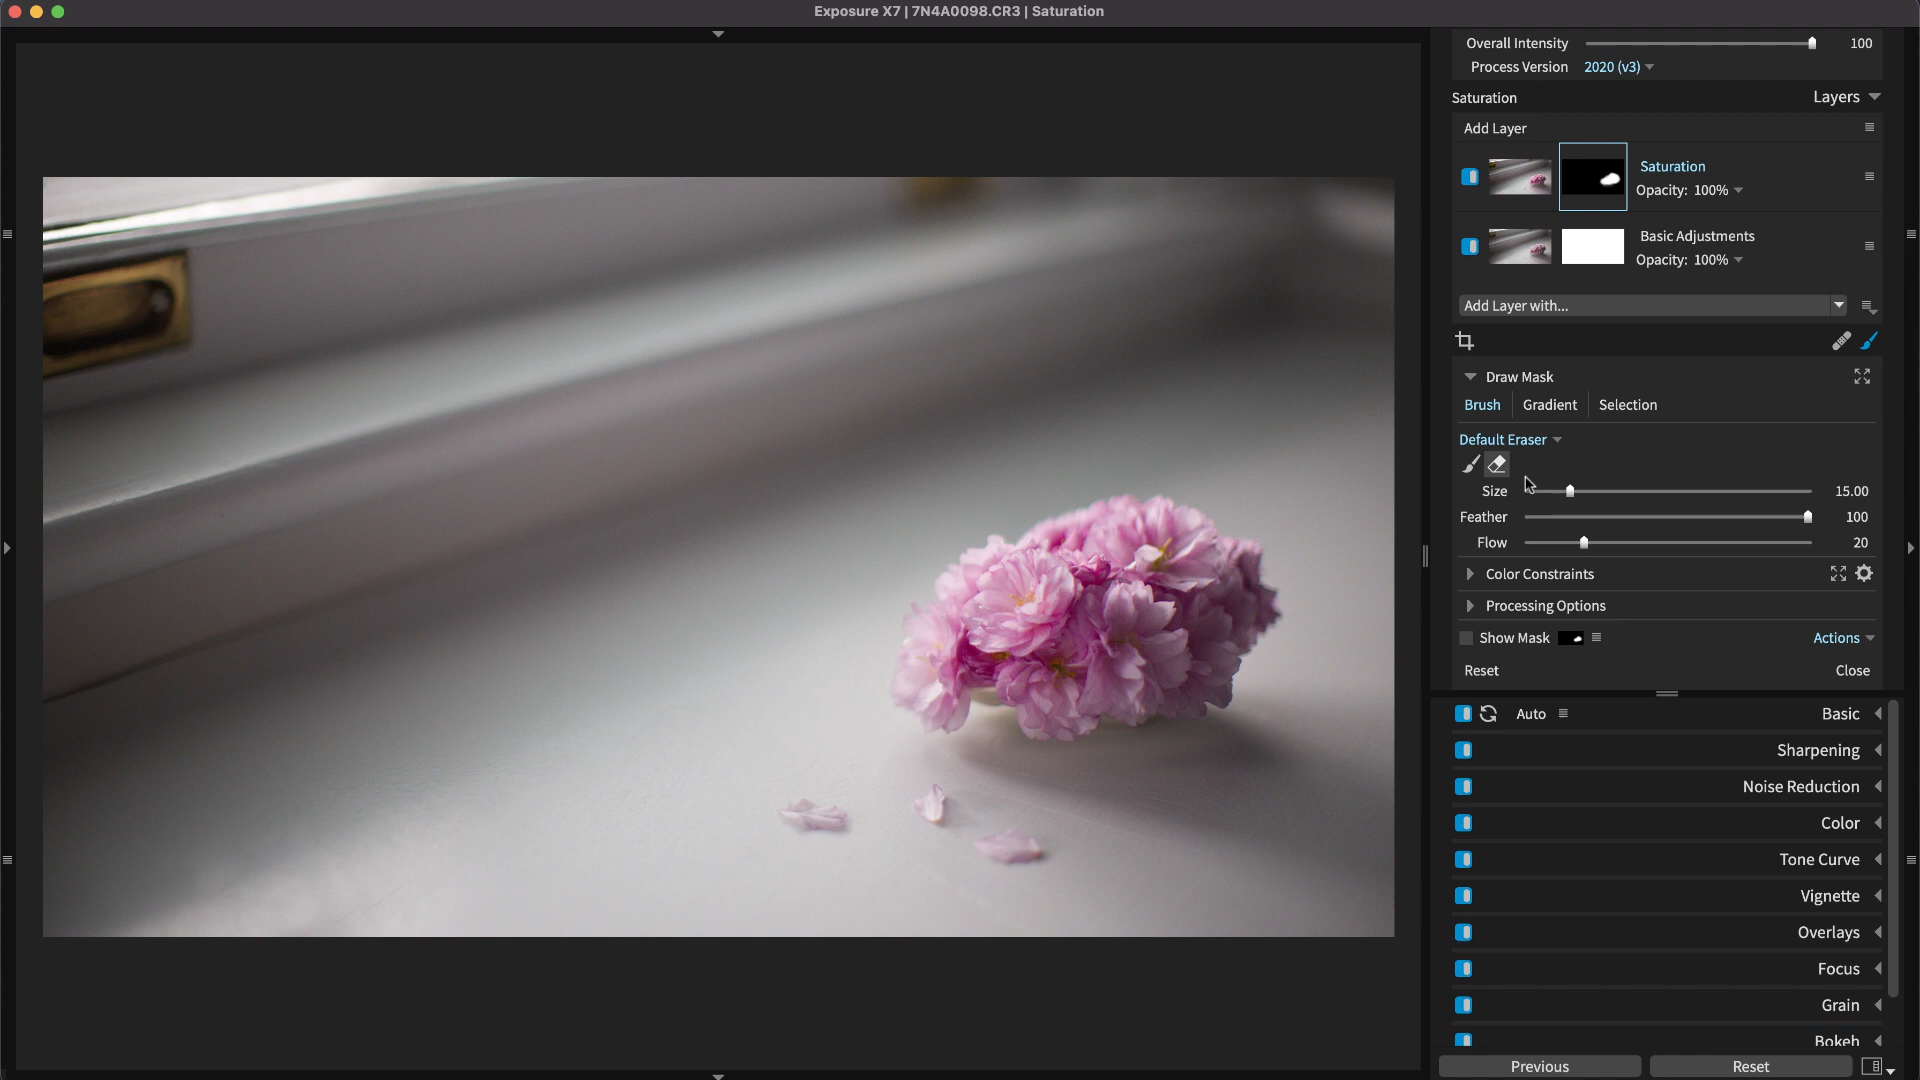 Exposure X7 | 7N4A0098.CR3 | Saturation
Overall Intensity 100
Process Version 2020 (v3)
Saturation Layers
Add Layer
Saturation
Opacity: 100%
Basic Adjustments
Opacity: 100%
Add Layer with...
Draw Mask
Brush Gradient Selection
Default Eraser
Size 15.00
Feather 100
Flow 20
Color Constraints
Processing Options
Show Mask Actions
Reset Close
Auto Basic
Sharpening
Noise Reduction
Color
Tone Curve
Vignette
Overlays
Focus
Grain
Bokeh
Previous Reset